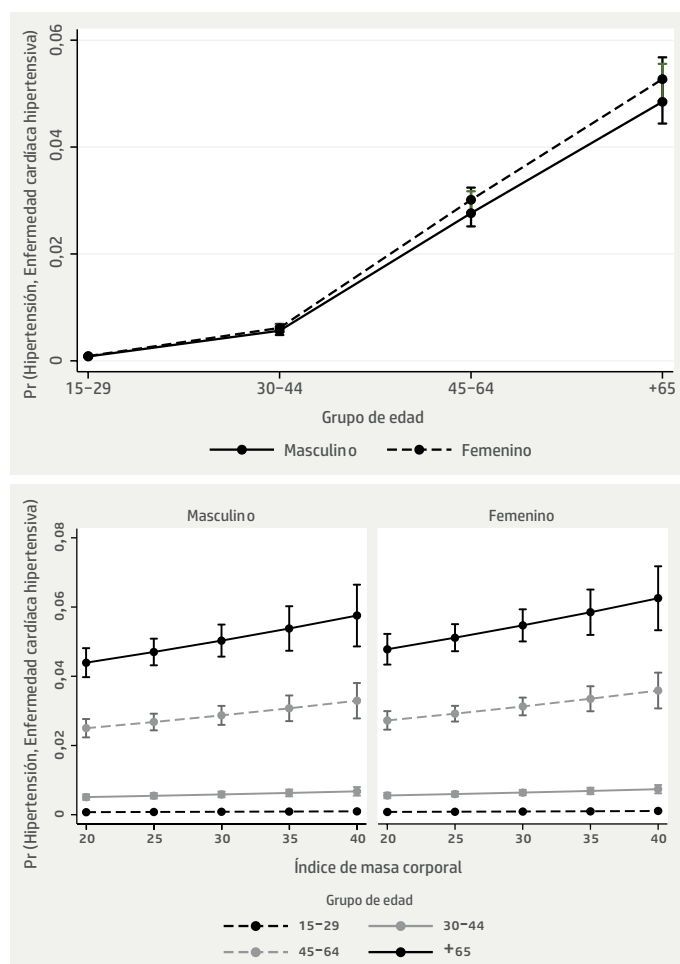 Pr (Hipertensión, Enfermedad cardíaca hipertensiva)
0,06
0,04
0,02
0
15–29 30–44 45–64 +65
Grupo de edad
Masculino Femenino
Pr (Hipertensión, Enfermedad cardíaca hipertensiva)
Masculino Femenino
0,08
0,06
0,04
0,02
0
20 25 30 35 40 20 25 30 35 40
Índice de masa corporal
Grupo de edad
15–29 30–44
45–64 +65